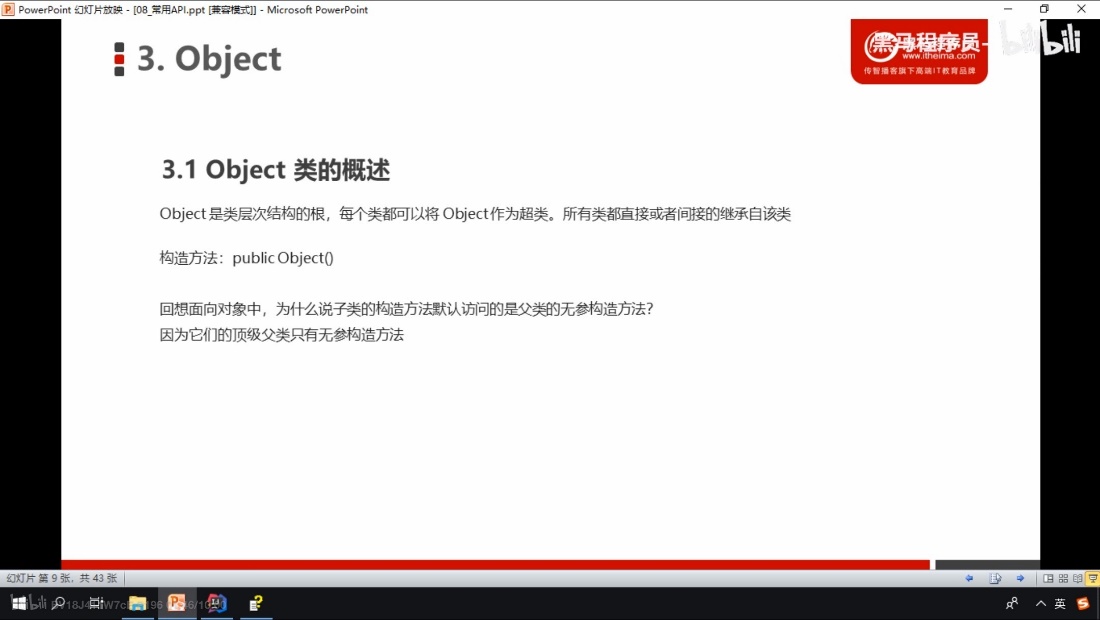 PowerPoint 幻灯片放映 - [08_常用API.ppt [兼容模式]] - Microsoft PowerPoint
3. Object
黑马程序员
www.itheima.com
传智播客旗下高端IT教育品牌
bilibili
3.1 Object 类的概述
Object 是类层次结构的根，每个类都可以将 Object作为超类。所有类都直接或者间接的继承自该类
构造方法：public Object()
回想面向对象中，为什么说子类的构造方法默认访问的是父类的无参构造方法？
因为它们的顶级父类只有无参构造方法
幻灯片 第 9 张，共 43 张
英